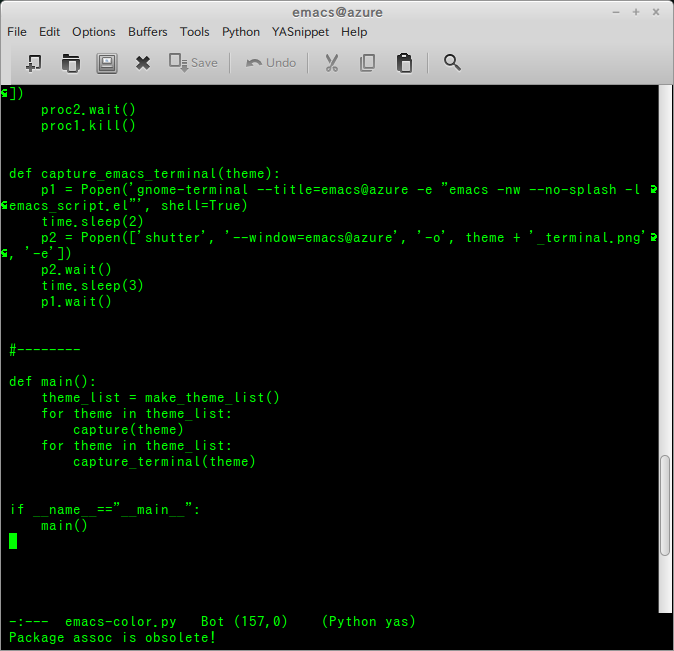 emacs@azure
File Edit Options Buffers Tools Python YASnippet Help
Save Undo
])
    proc2.wait()
    proc1.kill()
def capture_emacs_terminal(theme):
    p1 = Popen('gnome-terminal --title=emacs@azure -e "emacs -nw --no-splash -l 
emacs_script.el"', shell=True)
    time.sleep(2)
    p2 = Popen(['shutter', '--window=emacs@azure', '-o', theme + '_terminal.png'
, '-e'])
    p2.wait()
    time.sleep(3)
    p1.wait()
#--------
def main():
    theme_list = make_theme_list()
    for theme in theme_list:
        capture(theme)
    for theme in theme_list:
        capture_terminal(theme)
if __name__=="__main__":
    main()
-:---  emacs-color.py   Bot (157,0)    (Python yas)
Package assoc is obsolete!